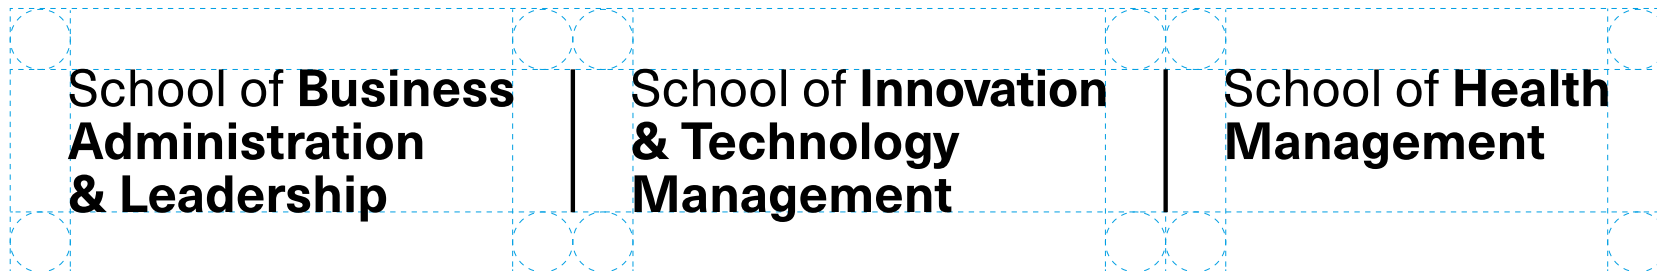 School of Business
Administration
& Leadership
School of Innovation
& Technology
Management
School of Health
Management